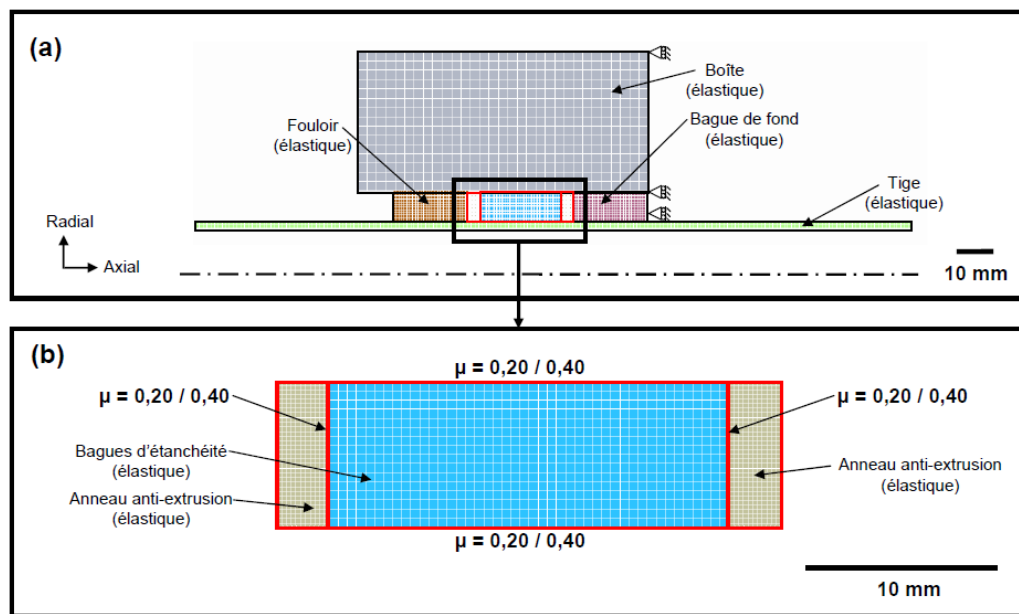 (a)
Boîte
(élastique)
Fouloir
(élastique)
Bague de fond
(élastique)
Tige
(élastique)
Radial
Axial
10 mm
(b)
μ = 0,20 / 0,40
μ = 0,20 / 0,40
μ = 0,20 / 0,40
Bagues d'étanchéité
(élastique)
Anneau anti-extrusion
(élastique)
Anneau anti-extrusion
(élastique)
μ = 0,20 / 0,40
10 mm